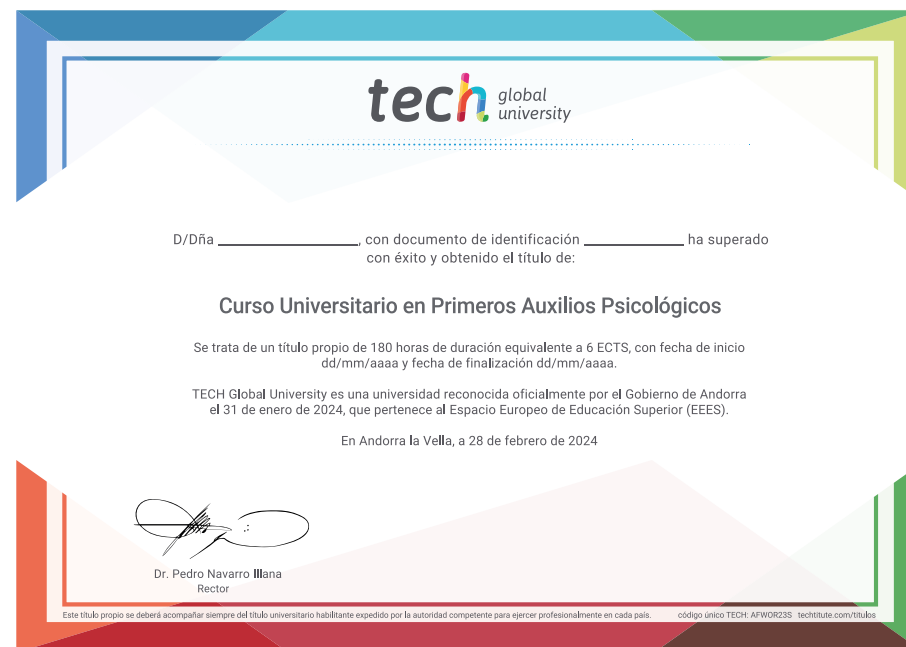 tech global university
D/Dña ____________________, con documento de identificación ______________ ha superado
con éxito y obtenido el título de:
Curso Universitario en Primeros Auxilios Psicológicos
Se trata de un título propio de 180 horas de duración equivalente a 6 ECTS, con fecha de inicio
dd/mm/aaaa y fecha de finalización dd/mm/aaaa.
TECH Global University es una universidad reconocida oficialmente por el Gobierno de Andorra
el 31 de enero de 2024, que pertenece al Espacio Europeo de Educación Superior (EEES).
En Andorra la Vella, a 28 de febrero de 2024
Dr. Pedro Navarro Illana
Rector
Este título propio se deberá acompañar siempre del título universitario habilitante expedido por la autoridad competente para ejercer profesionalmente en cada país. código único TECH: AFWOR23S techtitute.com/titulos